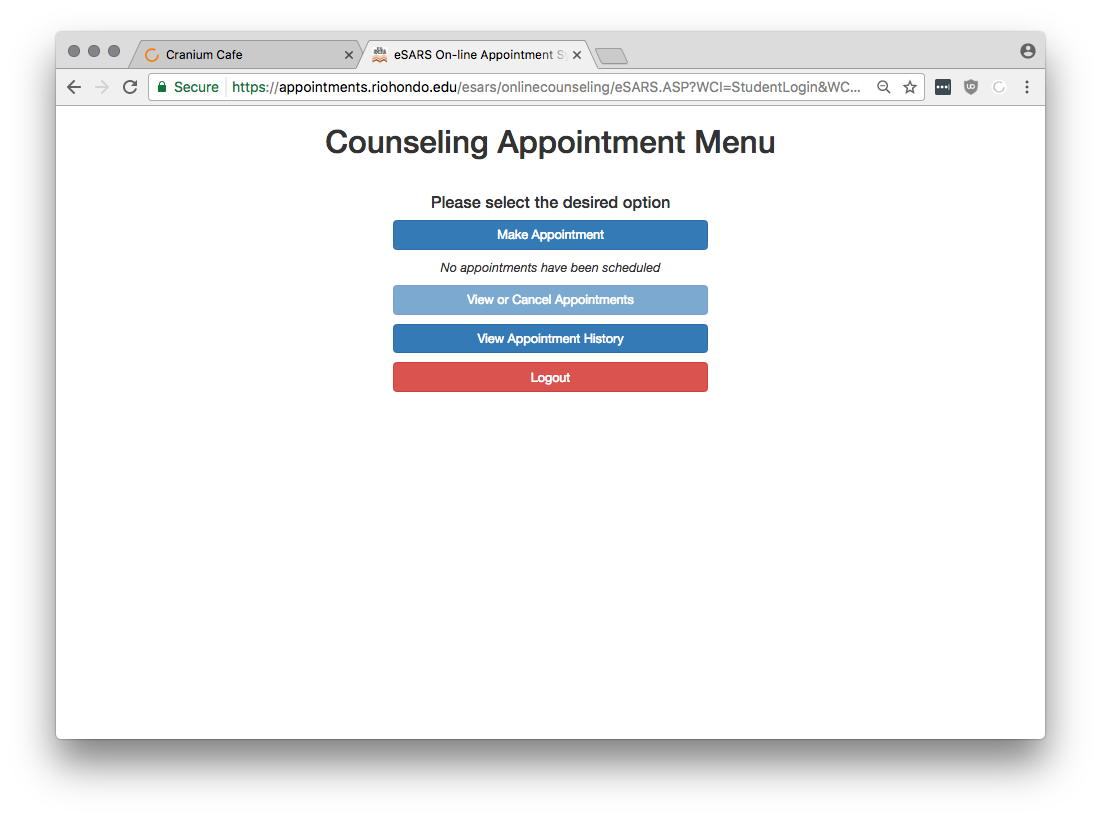 Cranium Cafe
eSARS On-line Appointment S
Secure
https://appointments.riohondo.edu/esars/onlinecounseling/eSARS.ASP?WCI=StudentLogin&WC...
Counseling Appointment Menu
Please select the desired option
Make Appointment
No appointments have been scheduled
View or Cancel Appointments
View Appointment History
Logout